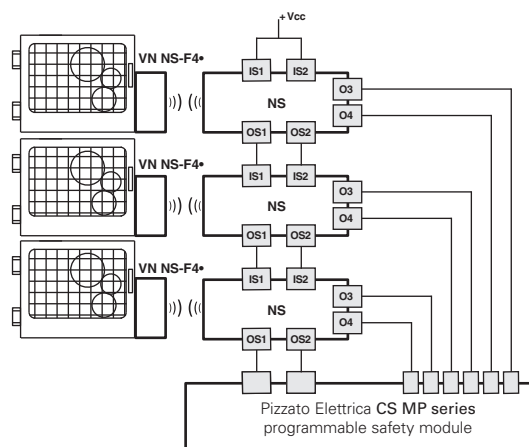 +Vcc
VN NS-F4•
IS1 IS2
O3
NS
O4
OS1 OS2
VN NS-F4•
IS1 IS2
O3
NS
O4
OS1 OS2
VN NS-F4•
IS1 IS2
O3
NS
O4
OS1 OS2
Pizzato Elettrica CS MP series
programmable safety module